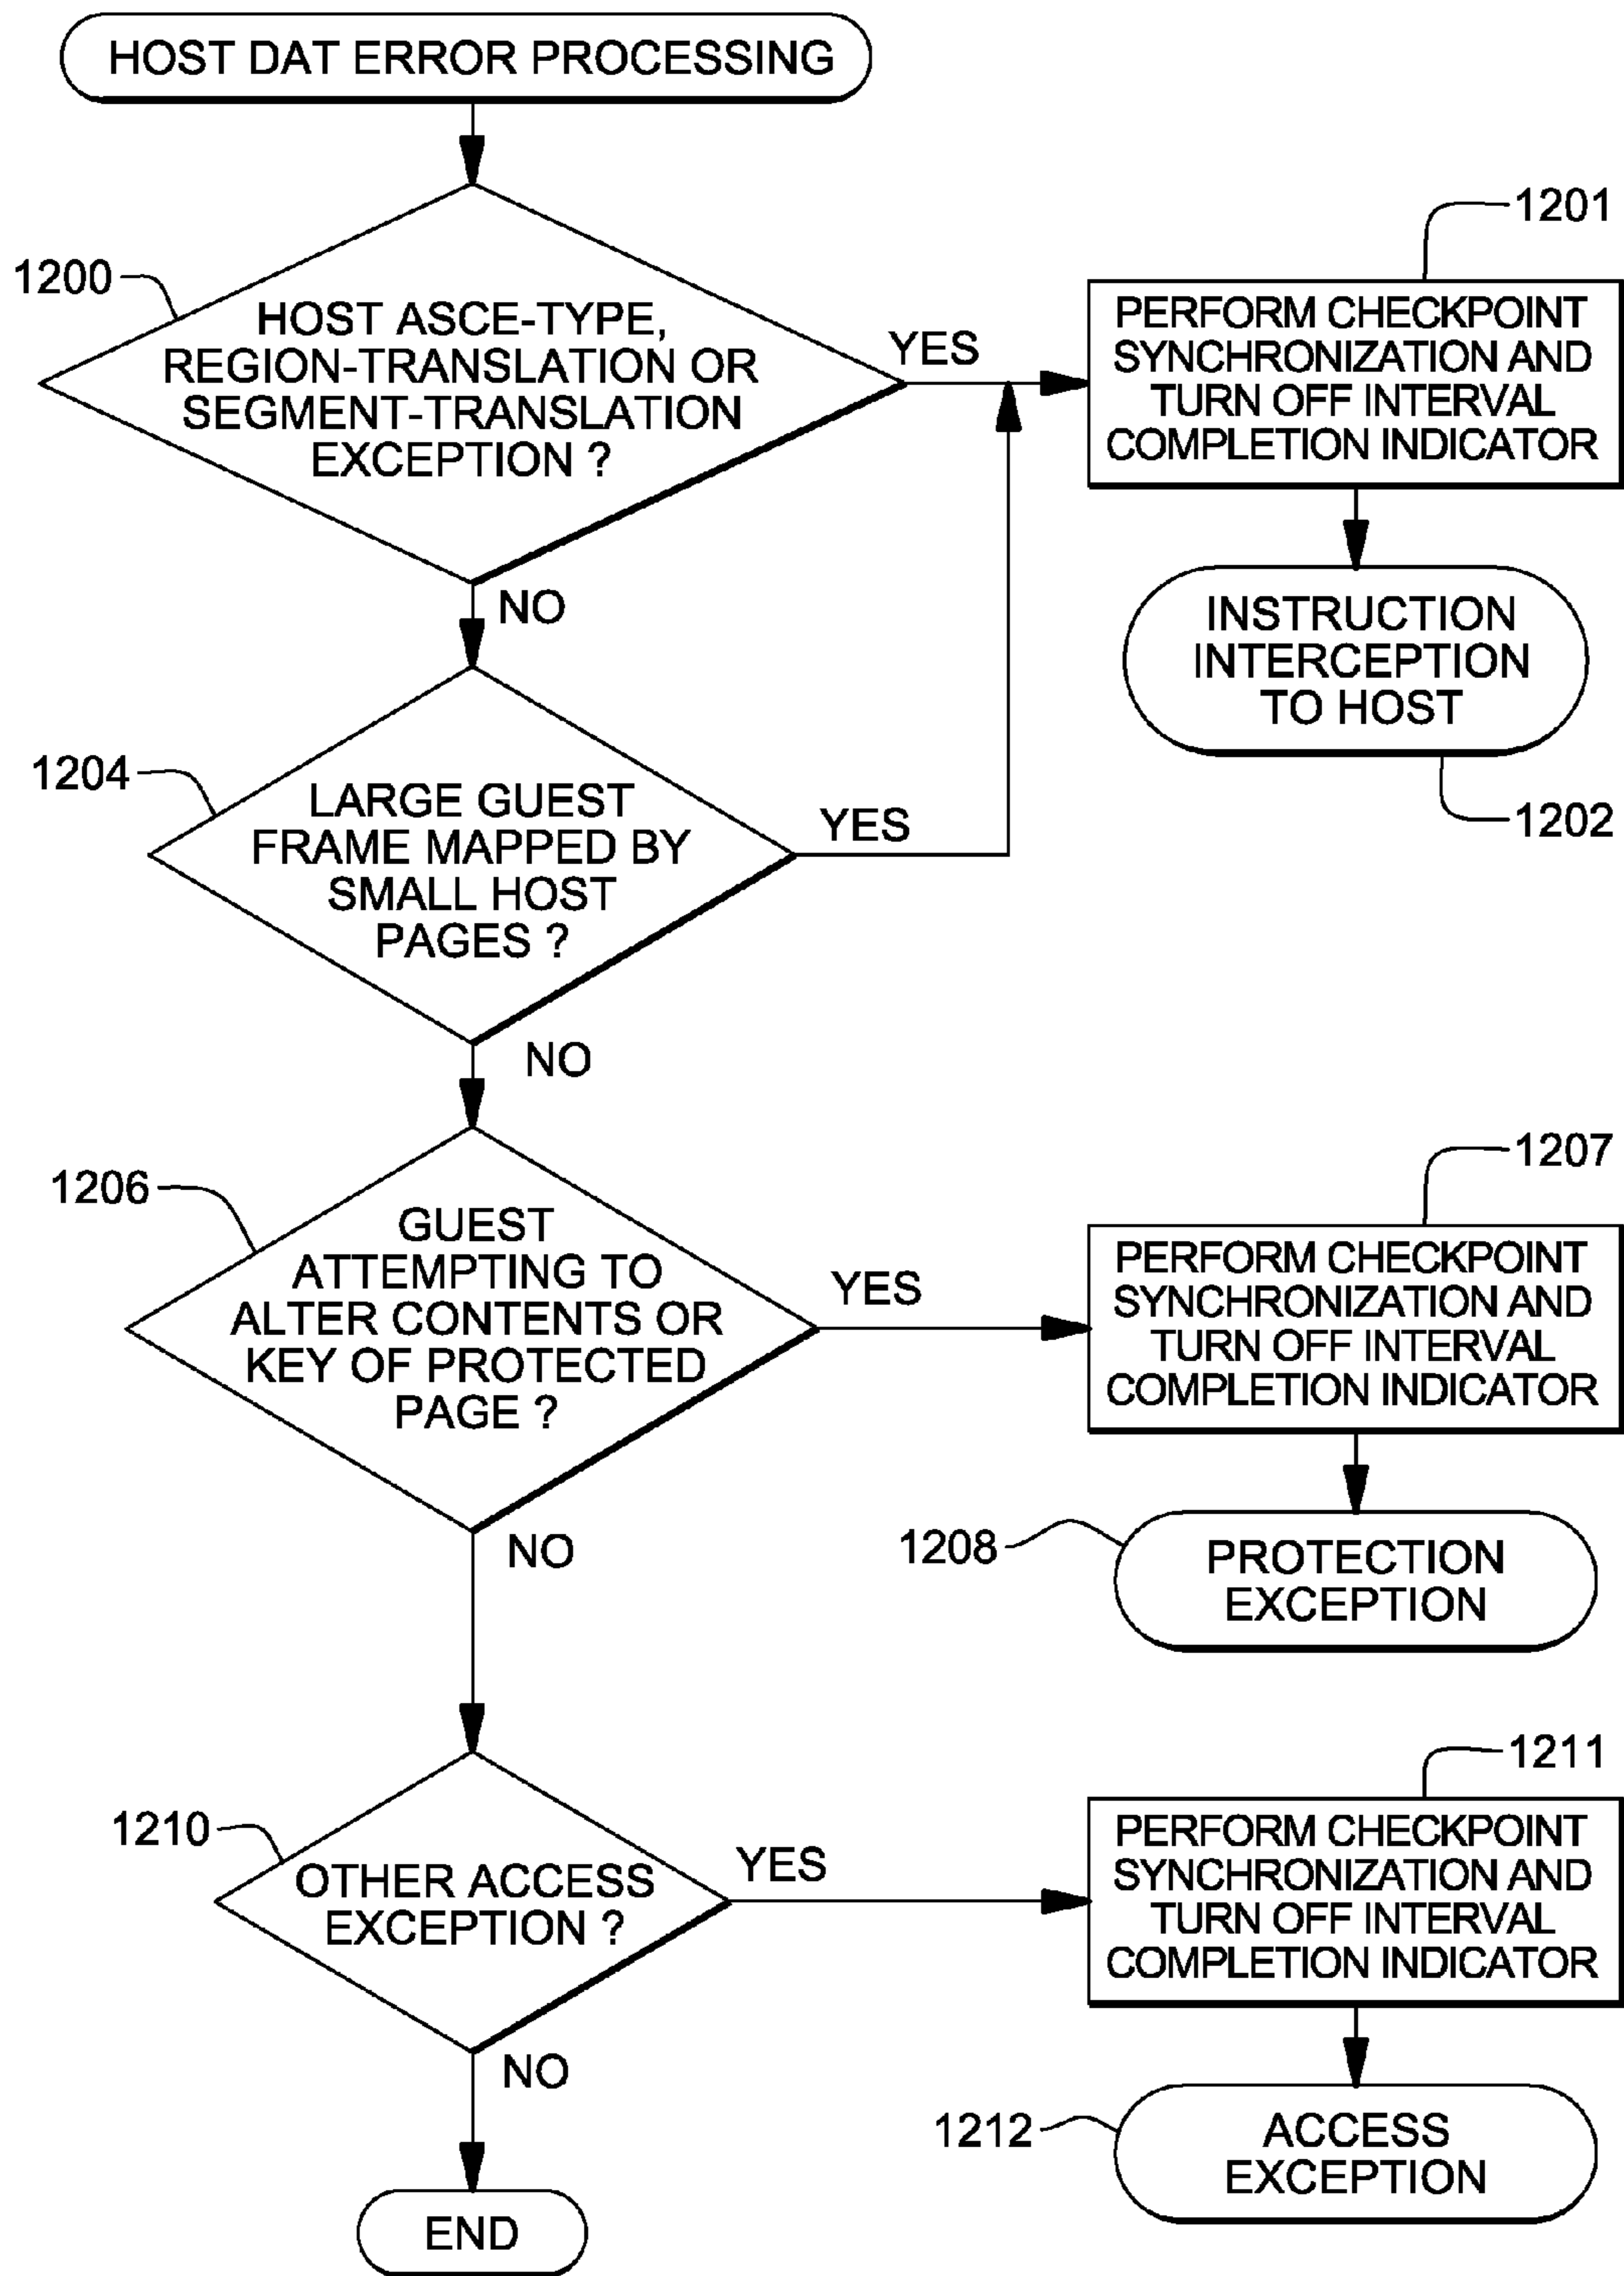 HOST DAT ERROR PROCESSING
1200
HOST ASCE-TYPE,
REGION-TRANSLATION OR
SEGMENT-TRANSLATION
EXCEPTION ?
YES
NO
1201
PERFORM CHECKPOINT
SYNCHRONIZATION AND
TURN OFF INTERVAL
COMPLETION INDICATOR
INSTRUCTION
INTERCEPTION
TO HOST
1202
1204
LARGE GUEST
FRAME MAPPED BY
SMALL HOST
PAGES ?
YES
NO
1206
GUEST
ATTEMPTING TO
ALTER CONTENTS OR
KEY OF PROTECTED
PAGE ?
YES
NO
1207
PERFORM CHECKPOINT
SYNCHRONIZATION AND
TURN OFF INTERVAL
COMPLETION INDICATOR
1208
PROTECTION
EXCEPTION
1210
OTHER ACCESS
EXCEPTION ?
YES
NO
1211
PERFORM CHECKPOINT
SYNCHRONIZATION AND
TURN OFF INTERVAL
COMPLETION INDICATOR
1212
ACCESS
EXCEPTION
END